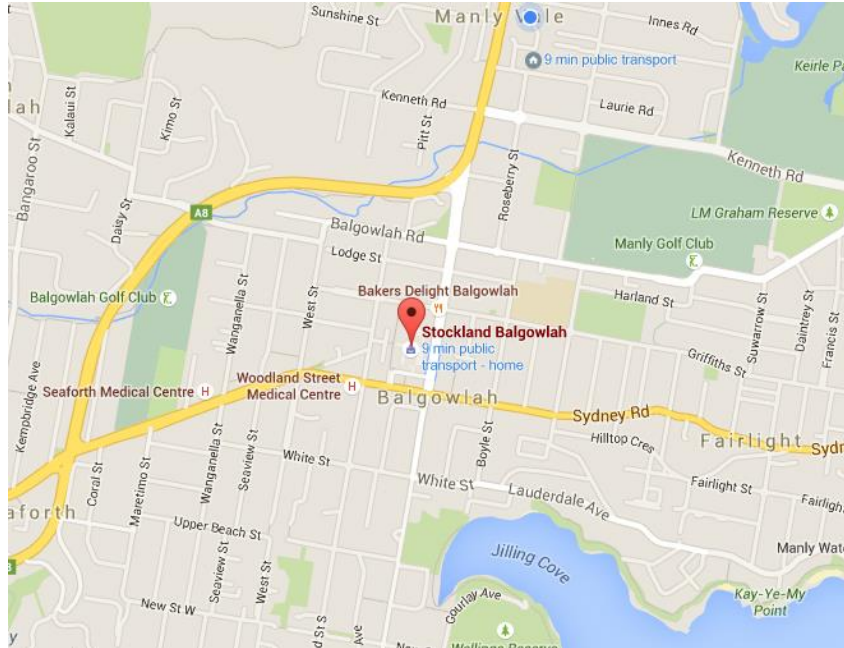 Sunshine St
Manly Vale
Innes Rd
9 min public transport
Keirle Pa
lah
Kalaui St
Kimo St
Kenneth Rd
Pitt St
Laurie Rd
Bangaroo St
Daisy St
Roseberry St
Kenneth Rd
A8
LM Graham Reserve
Balgowlah Rd
Manly Golf Club
Lodge St
Balgowlah Golf Club
Wanganella St
West St
Bakers Delight Balgowlah
Harland St
Suwarrow St
Daintrey St
Francis St
Stockland Balgowlah
9 min public
transport - home
Griffiths St
Kempbridge Ave
Seaforth Medical Centre
H
Woodland Street
Medical Centre
H
Balgowlah
Sydney Rd
Hilltop Cres
Fairlight
Sydn
Coral St
Maretimo St
Wanganella St
Seaview St
White St
Boyle St
White St
Lauderdale Ave
Fairlight St
Fairligh
aforth
Upper Beach St
Jilling Cove
Manly Wate
Seaview St
West St
Kay-Ye-My
Point
New St W
Gourlay Ave
d St S
Ave